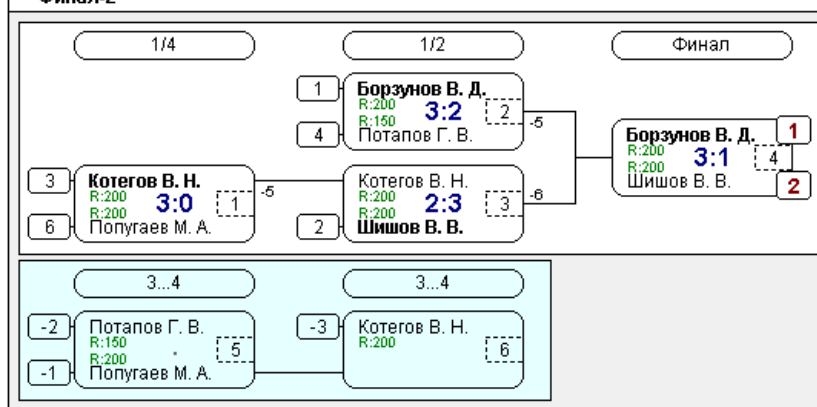 Финал-2
1/4
1/2
Финал
1
Борзунов В. Д.
R:200
3:2
2
R:150
4
Потапов Г. В.
-5
Борзунов В. Д.
1
R:200
3:1
4
R:200
Шишов В. В.
2
3
Котегов В. Н.
R:200
3:0
1
R:200
6
Попугаев М. А.
-5
Котегов В. Н.
R:200
2:3
3
R:200
2
Шишов В. В.
-6
3...4
3...4
-2
Потапов Г. В.
R:150
5
R:200
-1
Попугаев М. А.
-3
Котегов В. Н.
R:200
6